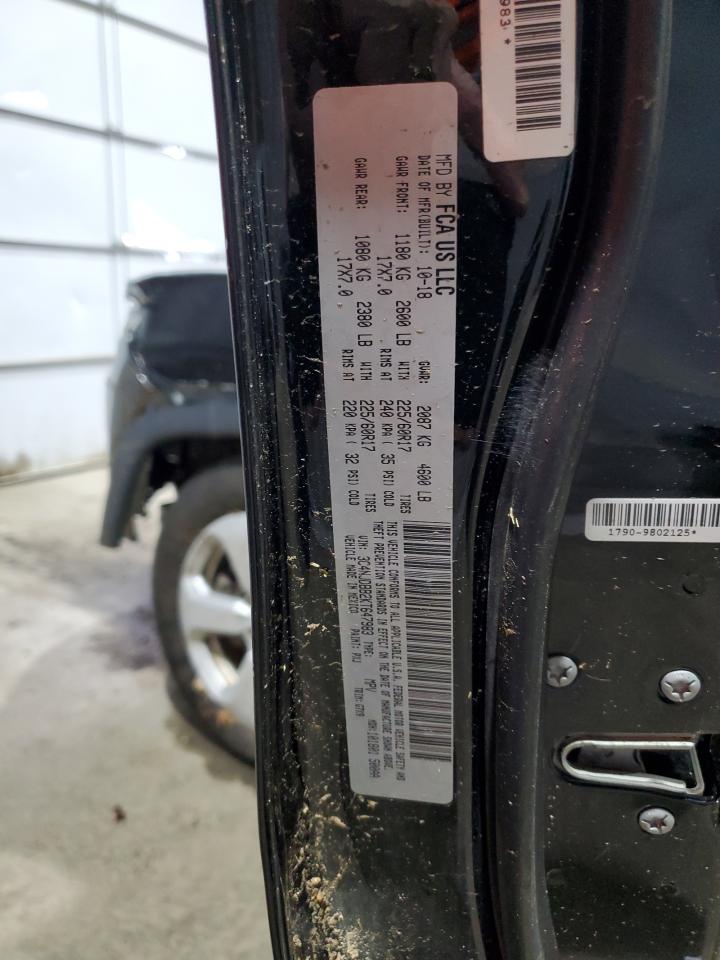 983 *
MFD BY FCA US LLC
DATE OF MFR(BUILT): 10-18 GVWR: 2087 KG 4600 LB
GAWR FRONT: 1180 KG 2600 LB WITH 225/60R17 TIRES
17X7.0 RIMS AT 240 KPA( 35 PSI) COLD
GAWR REAR: 1080 KG 2380 LB WITH 225/60R17 TIRES
17X7.0 RIMS AT 220 KPA( 32 PSI) COLD
THIS VEHICLE CONFORMS TO ALL APPLICABLE U.S.A. FEDERAL MOTOR VEHICLE SAFETY AND
THEFT PREVENTION STANDARDS IN EFFECT ON THE DATE OF MANUFACTURE SHOWN ABOVE.
VIN: 3C4NJDBB2KT647983 TYPE: MPV MDH: 101801
VEHICLE MADE IN MEXICO PAINT: PXJ
1790-9802125*